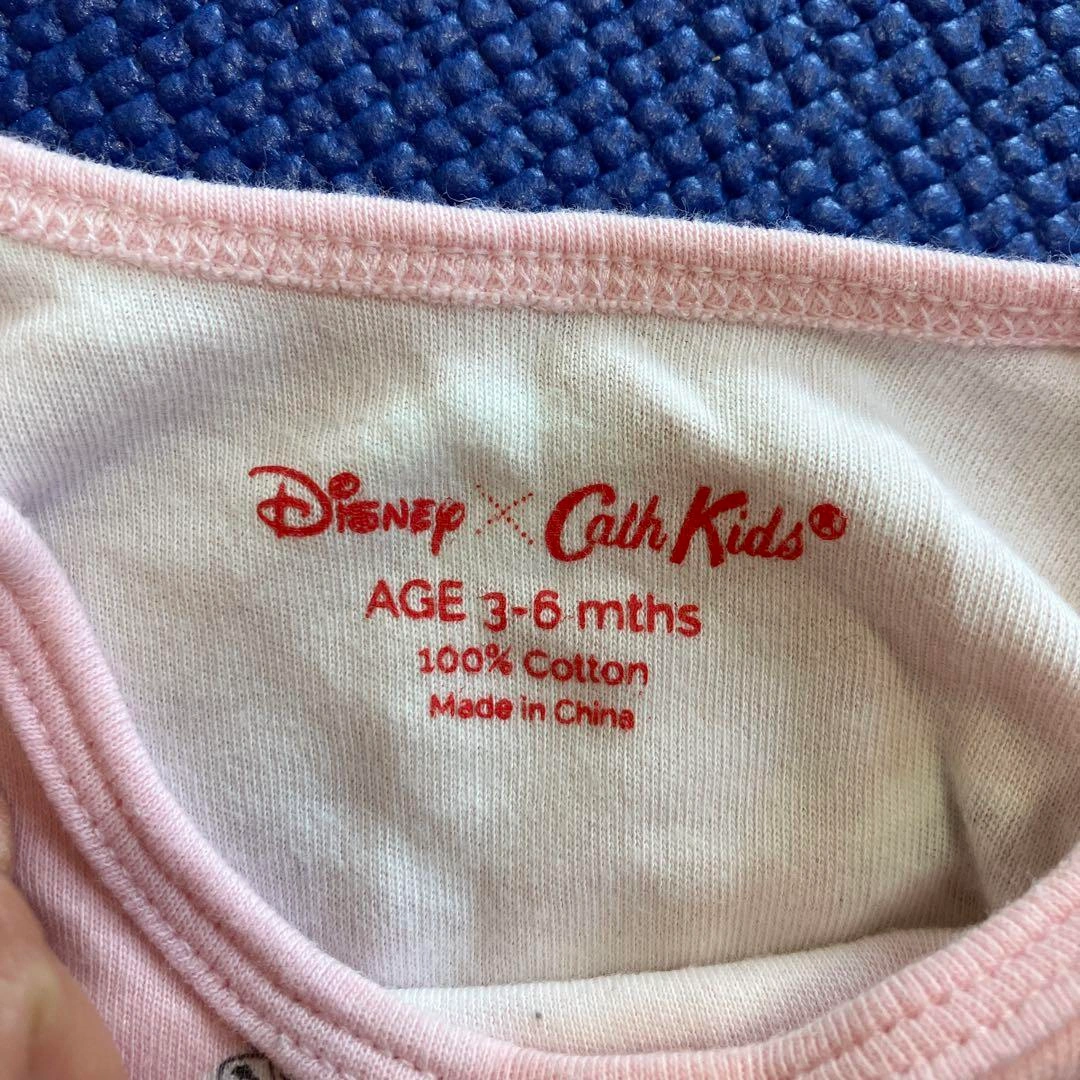 Disney × Cath Kids®
AGE 3-6 mths
100% Cotton
Made in China